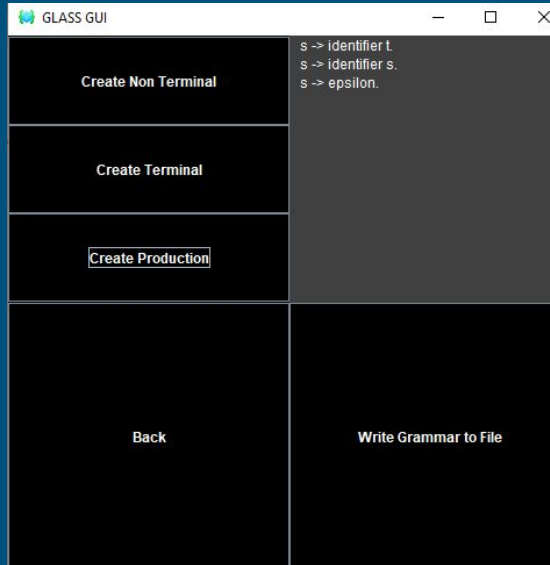 GLASS GUI
Create Non Terminal
s -> identifier t.
s -> identifier s.
s -> epsilon.
Create Terminal
Create Production
Back
Write Grammar to File